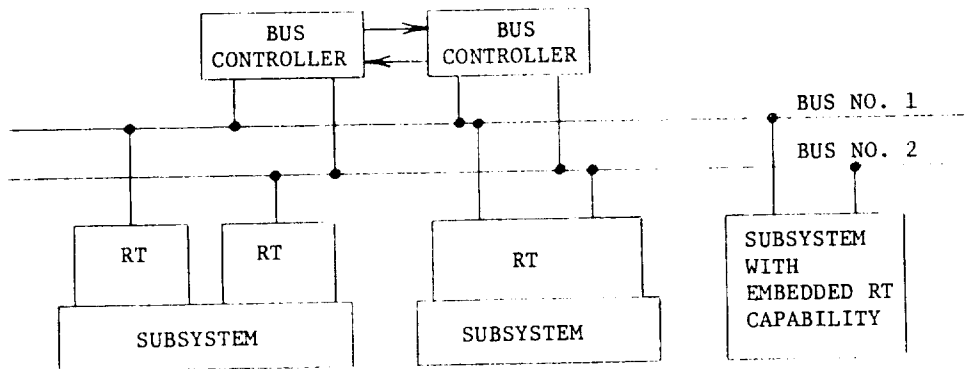 BUS
CONTROLLER
BUS
CONTROLLER
BUS NO. 1
BUS NO. 2
RT
RT
RT
SUBSYSTEM
WITH
EMBEDDED RT
CAPABILITY
SUBSYSTEM
SUBSYSTEM